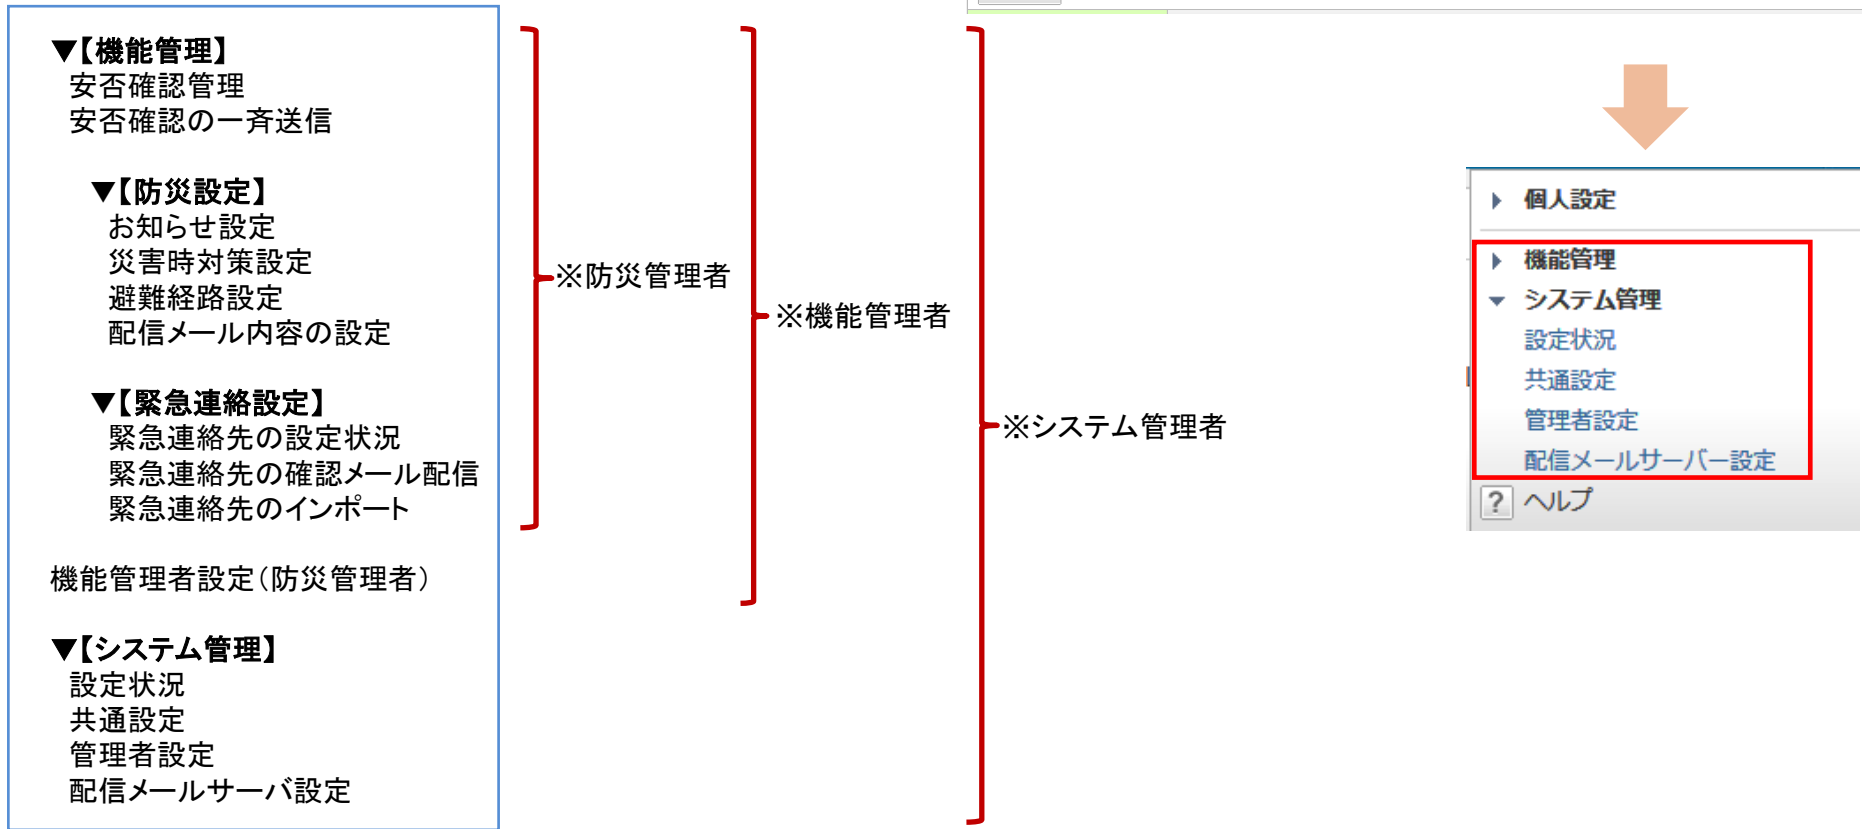 ▼【機能管理】
安否確認管理
安否確認の一斉送信
▼【防災設定】
お知らせ設定
災害時対策設定
避難経路設定
配信メール内容の設定
▼【緊急連絡設定】
緊急連絡先の設定状況
緊急連絡先の確認メール配信
緊急連絡先のインポート
機能管理者設定(防災管理者)
▼【システム管理】
設定状況
共通設定
管理者設定
配信メールサーバ設定
※防災管理者
※機能管理者
※システム管理者
個人設定
機能管理
システム管理
設定状況
共通設定
管理者設定
配信メールサーバー設定
? ヘルプ